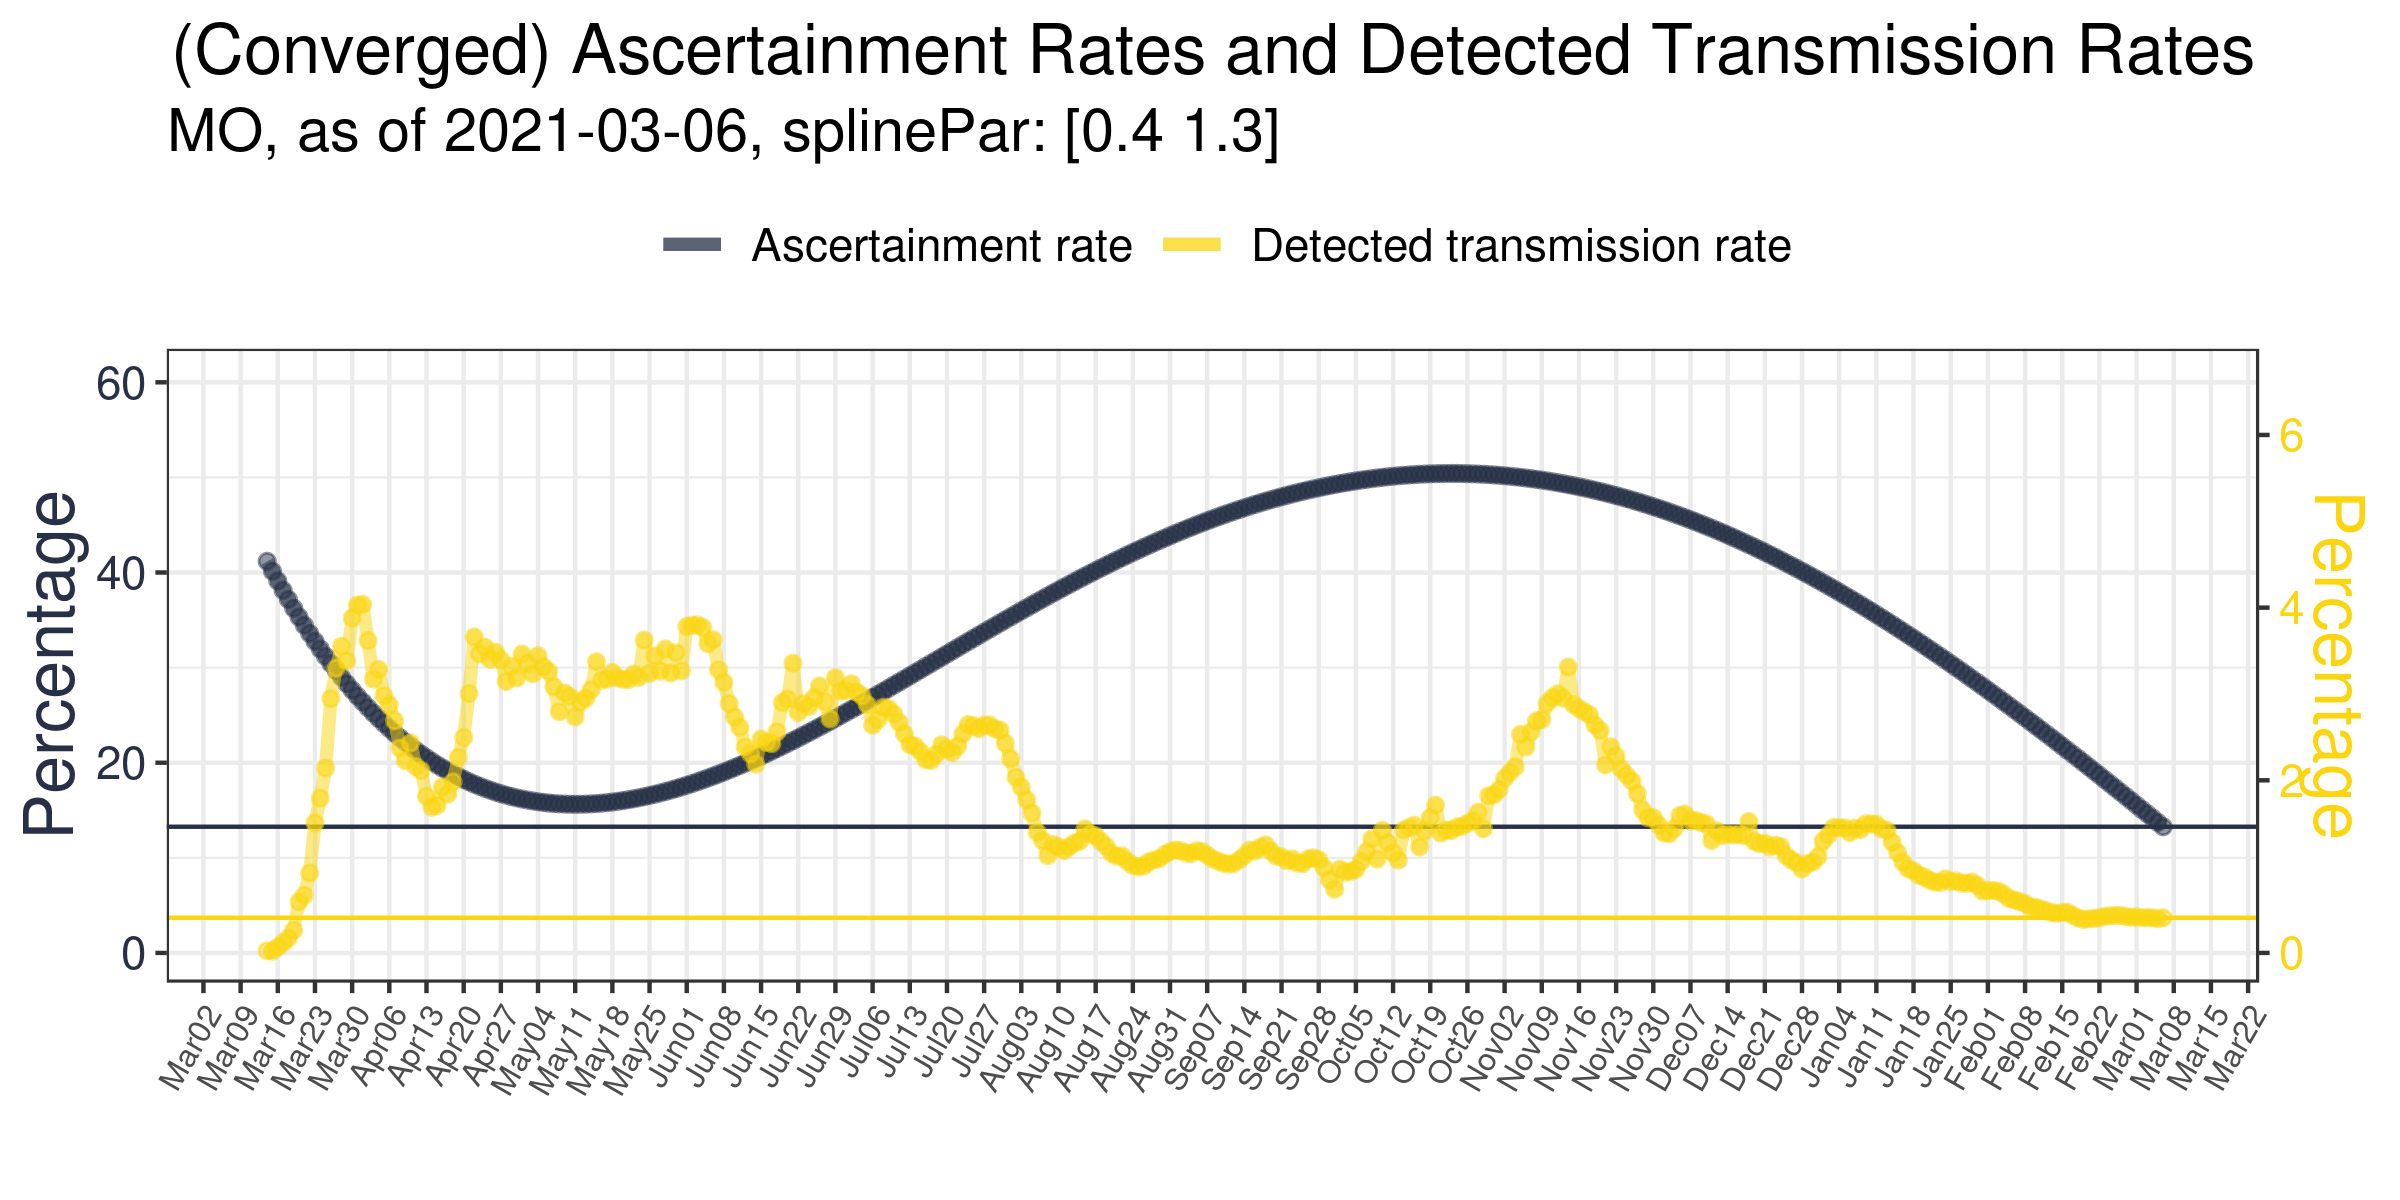 (Converged) Ascertainment Rates and Detected Transmission Rates
MO, as of 2021-03-06, splinePar: [0.4 1.3]
Ascertainment rate Detected transmission rate
Percentage
60
40
20
0
6
4
2
0
Percentage
Mar02 Mar09 Mar16 Mar23 Mar30 Apr06 Apr13 Apr20 Apr27 May04 May11 May18 May25 Jun01 Jun08 Jun15 Jun22 Jun29 Jul06 Jul13 Jul20 Jul27 Aug03 Aug10 Aug17 Aug24 Aug31 Sep07 Sep14 Sep21 Sep28 Oct05 Oct12 Oct19 Oct26 Nov02 Nov09 Nov16 Nov23 Nov30 Dec07 Dec14 Dec21 Dec28 Jan04 Jan11 Jan18 Jan25 Feb01 Feb08 Feb15 Feb22 Mar01 Mar08 Mar15 Mar22